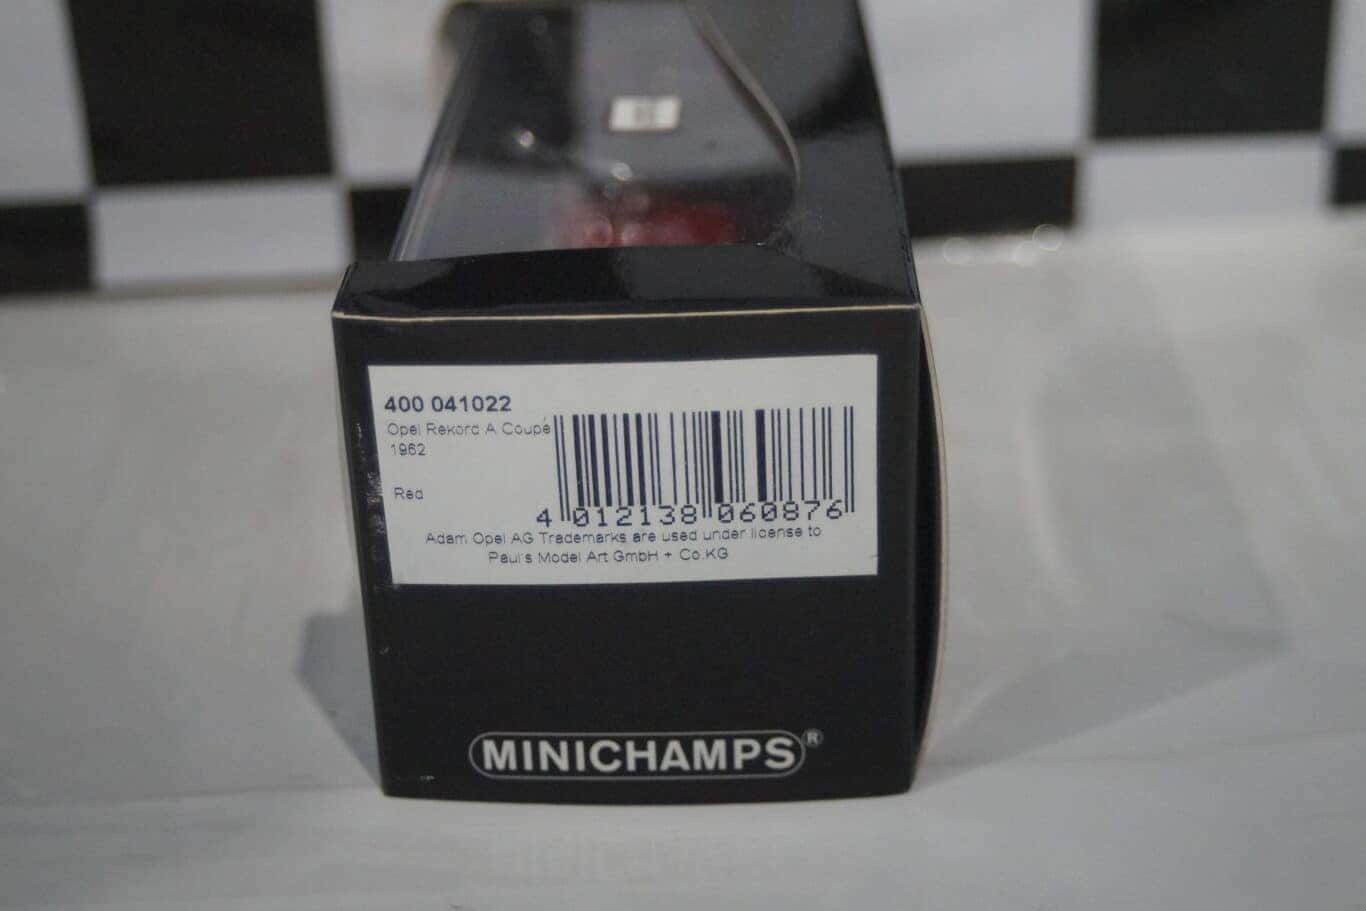 400 041022
Opel Rekord A Coupé
1962
Red
4 012138 060876
Adam Opel AG Trademarks are used under license to
Paul's Model Art GmbH + Co.KG
MINICHAMPS®